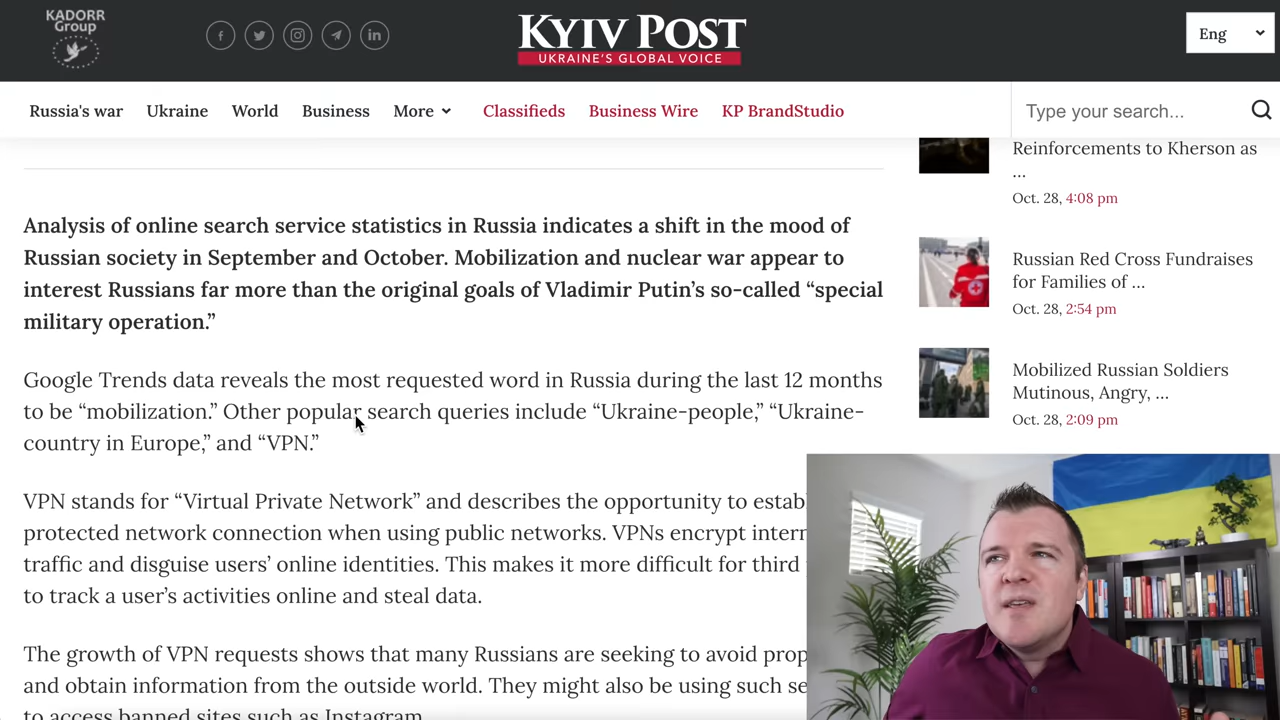 KADORR
Group
KYIV POST
UKRAINE'S GLOBAL VOICE
Eng
Russia's war
Ukraine
World
Business
More
Classifieds
Business Wire
KP BrandStudio
Type your search...
Analysis of online search service statistics in Russia indicates a shift in the mood of
Russian society in September and October. Mobilization and nuclear war appear to
interest Russians far more than the original goals of Vladimir Putin’s so-called “special
military operation.”
Google Trends data reveals the most requested word in Russia during the last 12 months
to be “mobilization.” Other popular search queries include “Ukraine-people,” “Ukraine-
country in Europe,” and “VPN.”
VPN stands for “Virtual Private Network” and describes the opportunity to estab
protected network connection when using public networks. VPNs encrypt intern
traffic and disguise users’ online identities. This makes it more difficult for third
to track a user’s activities online and steal data.
The growth of VPN requests shows that many Russians are seeking to avoid prop
and obtain information from the outside world. They might also be using such se
to access banned sites such as Instagram
Reinforcements to Kherson as
...
Oct. 28, 4:08 pm
Russian Red Cross Fundraises
for Families of ...
Oct. 28, 2:54 pm
Mobilized Russian Soldiers
Mutinous, Angry, ...
Oct. 28, 2:09 pm